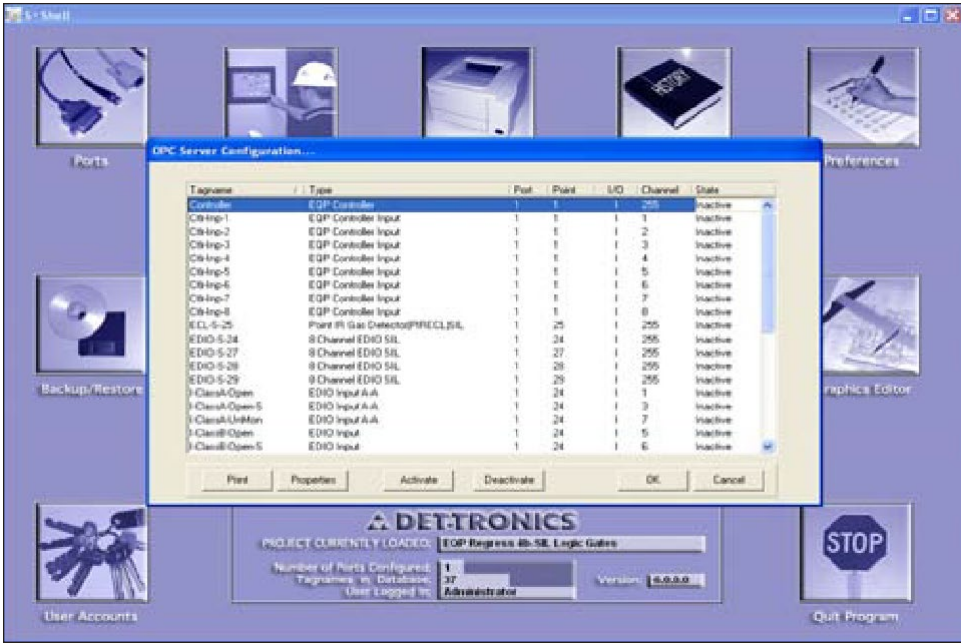 S³ Shell
Ports
Preferences
OPC Server Configuration...
Tagname / Type Port Point I/O Channel State
Controller EQP Controller 1 1 I 255 Inactive
Ctlr-Inp-1 EQP Controller Input 1 1 I 1 Inactive
Ctlr-Inp-2 EQP Controller Input 1 1 I 2 Inactive
Ctlr-Inp-3 EQP Controller Input 1 1 I 3 Inactive
Ctlr-Inp-4 EQP Controller Input 1 1 I 4 Inactive
Ctlr-Inp-5 EQP Controller Input 1 1 I 5 Inactive
Ctlr-Inp-6 EQP Controller Input 1 1 I 6 Inactive
Ctlr-Inp-7 EQP Controller Input 1 1 I 7 Inactive
Ctlr-Inp-8 EQP Controller Input 1 1 I 8 Inactive
ECL-S-25 Point IR Gas Detector(PIRECL)SIL 1 25 I 255 Inactive
EDIO-S-24 8 Channel EDIO SIL 1 24 I 255 Inactive
EDIO-S-27 8 Channel EDIO SIL 1 27 I 255 Inactive
EDIO-S-28 8 Channel EDIO SIL 1 28 I 255 Inactive
EDIO-S-29 8 Channel EDIO SIL 1 29 I 255 Inactive
I-ClassA-Open EDIO Input A-A 1 24 I 1 Inactive
I-ClassA-Open-S EDIO Input A-A 1 24 I 3 Inactive
I-ClassA-UnMon EDIO Input A-A 1 24 I 7 Inactive
I-ClassB-Open EDIO Input 1 24 I 5 Inactive
I-ClassB-Open-S EDIO Input 1 24 I 6 Inactive
Print Properties Activate Deactivate OK Cancel
Backup/Restore
raphics Editor
HISTORY
DET-TRONICS
PROJECT CURRENTLY LOADED: EQP Regress 4b-SIL Logic Gates
Number of Ports Configured: 1
Tagnames in Database: 37
User Logged in: Administrator
Version: 6.0.0.0
User Accounts
STOP
Quit Program